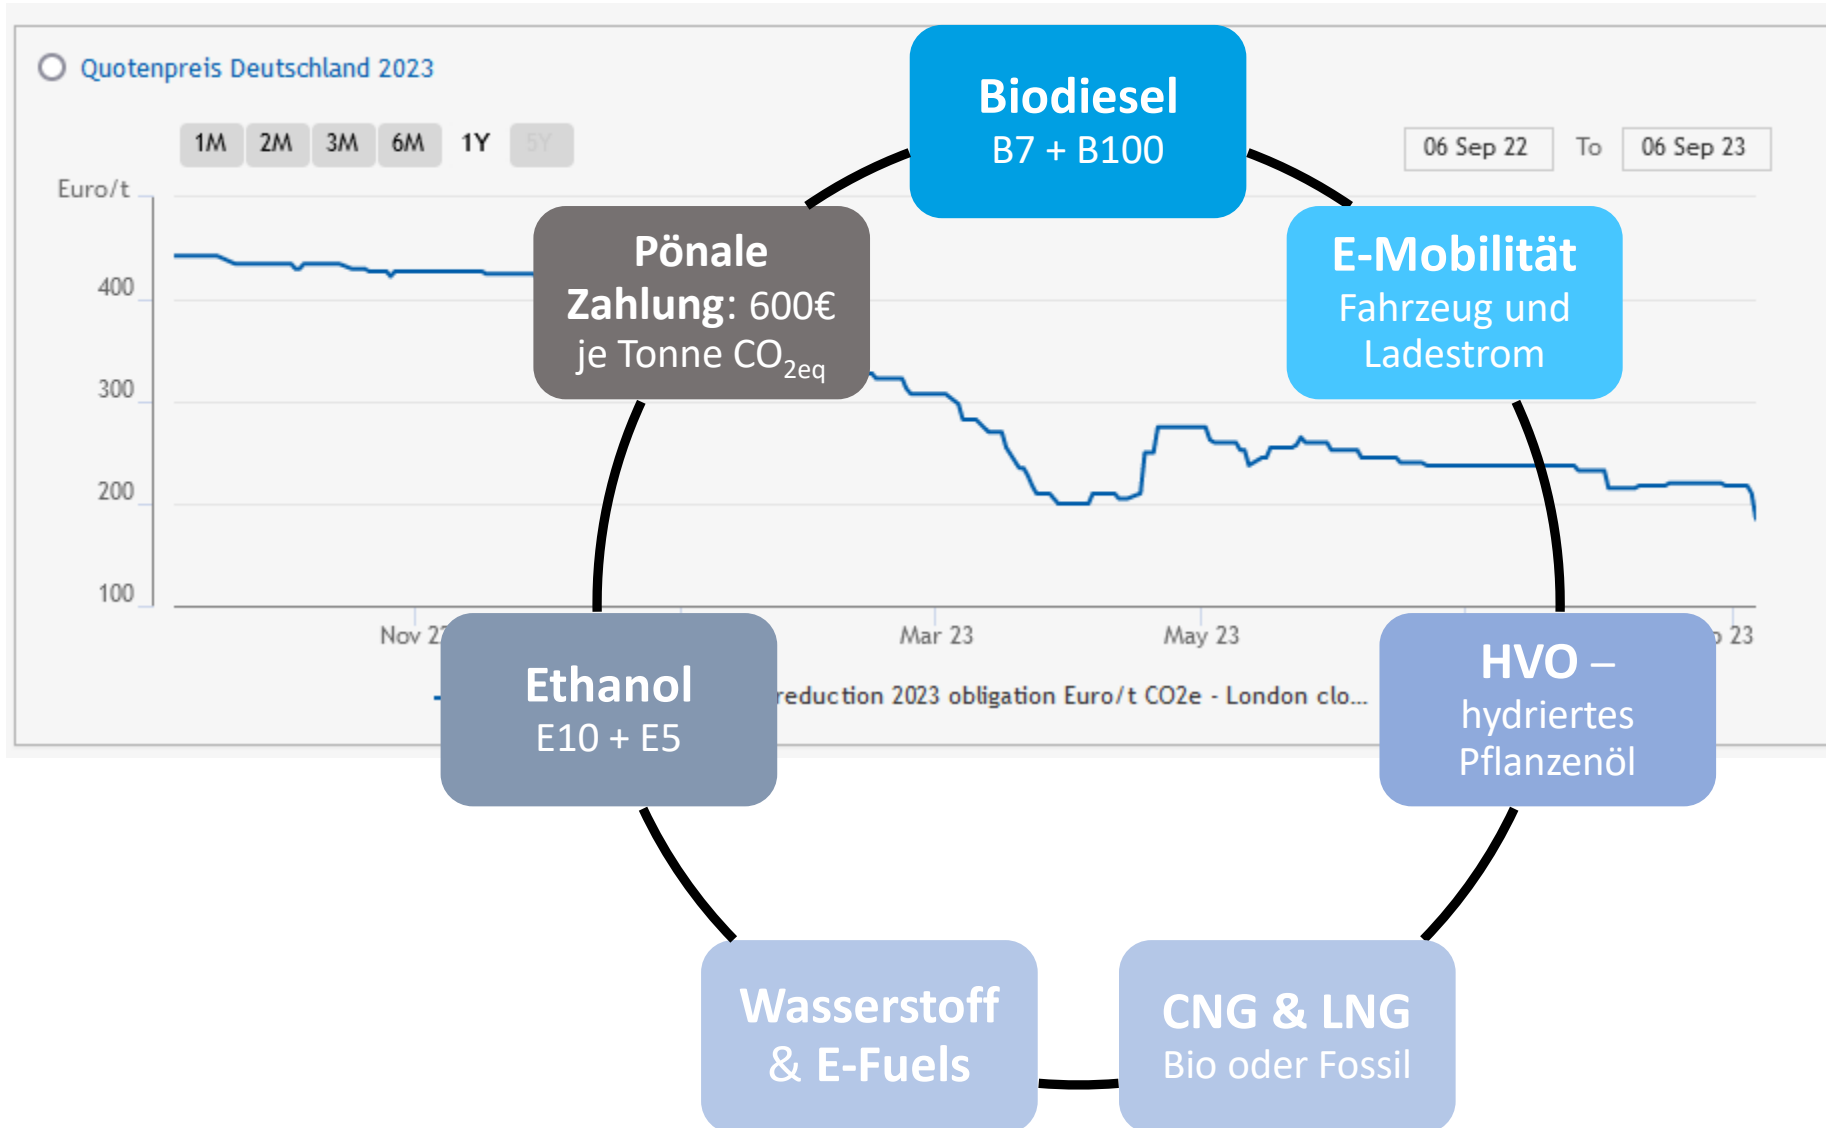 Quotenpreis Deutschland 2023
1M 2M 3M 6M 1Y 5Y
06 Sep 22 To 06 Sep 23
Euro/t
400
300
200
100
Nov
Mar 23
May 23
23
reduction 2023 obligation Euro/t CO2e - London clo...
Biodiesel
B7 + B100
E-Mobilität
Fahrzeug und
Ladestrom
HVO –
hydriertes
Pflanzenöl
CNG & LNG
Bio oder Fossil
Wasserstoff
& E-Fuels
Ethanol
E10 + E5
Pönale
Zahlung: 600€
je Tonne CO2eq